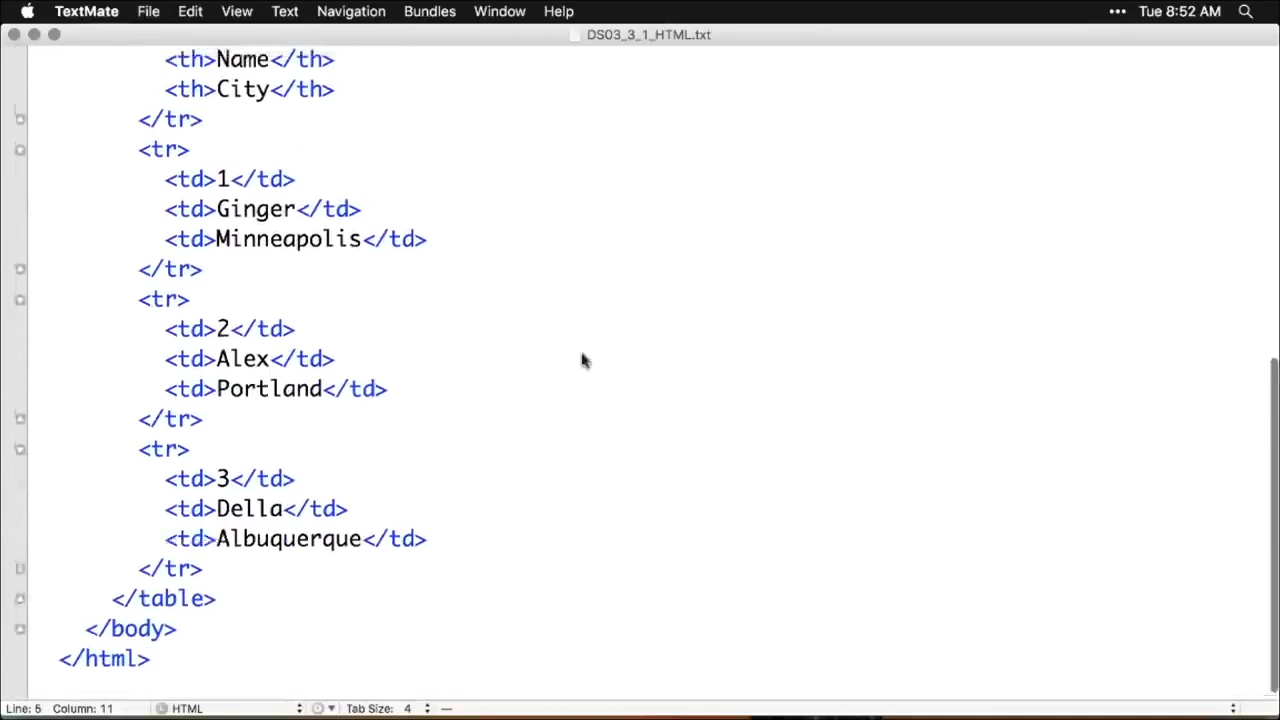 TextMate File Edit View Text Navigation Bundles Window Help ••• Tue 8:52 AM
DS03_3_1_HTML.txt
<th>Name</th>
<th>City</th>
</tr>
<tr>
<td>1</td>
<td>Ginger</td>
<td>Minneapolis</td>
</tr>
<tr>
<td>2</td>
<td>Alex</td>
<td>Portland</td>
</tr>
<tr>
<td>3</td>
<td>Della</td>
<td>Albuquerque</td>
</tr>
</table>
</body>
</html>
Line: 5 Column: 11 HTML Tab Size: 4 —